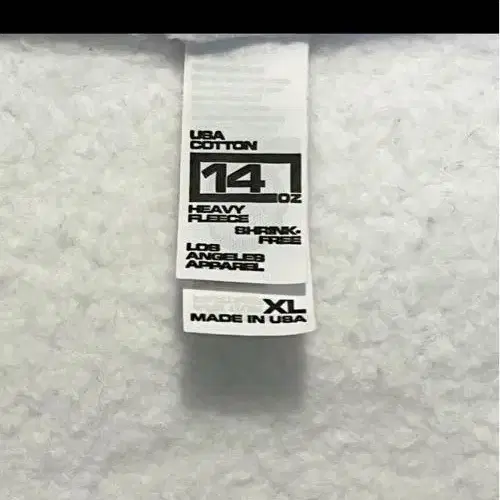 USA
COTTON
14
OZ
HEAVY
FLEECE
SHRINK-
FREE
LOS
ANGELES
APPAREL
XL
MADE IN USA